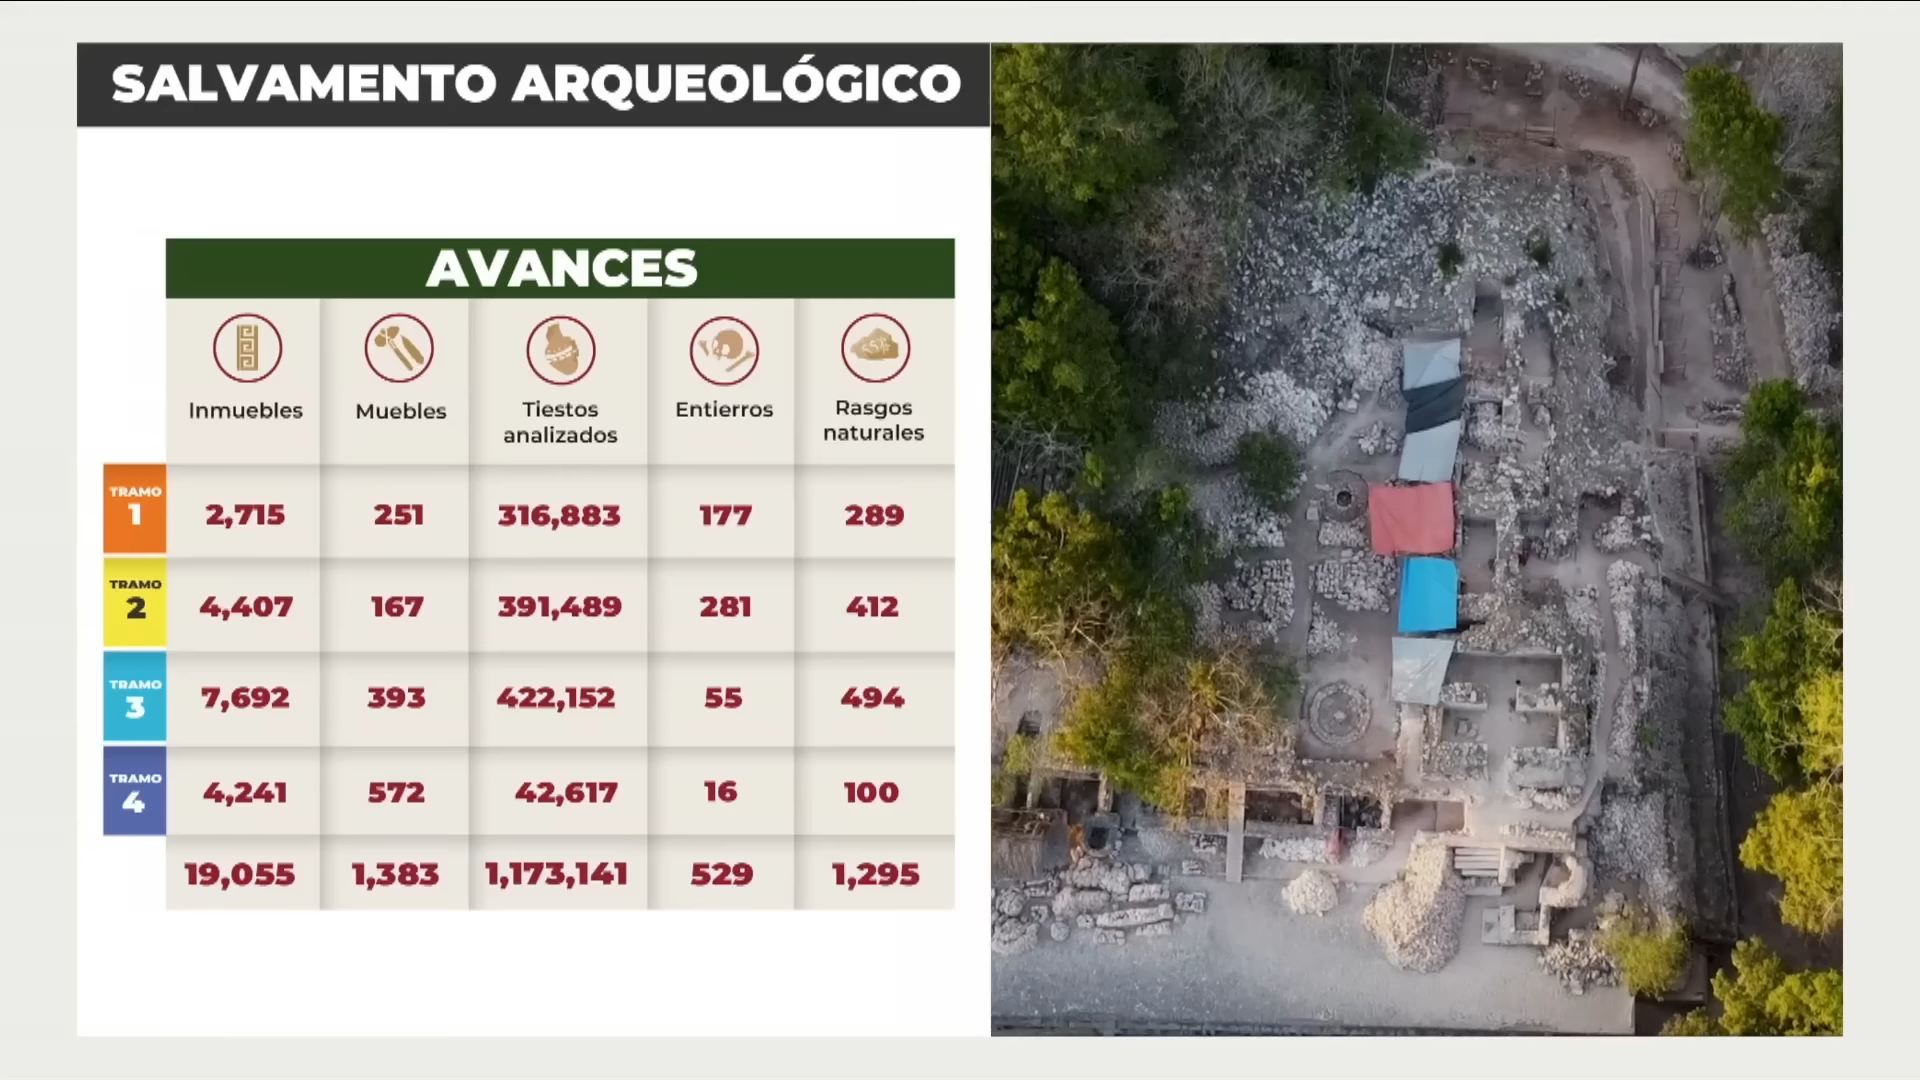 SALVAMENTO ARQUEOLÓGICO
AVANCES
Inmuebles Muebles Tiestos analizados Entierros Rasgos naturales
TRAMO 1 2,715 251 316,883 177 289
TRAMO 2 4,407 167 391,489 281 412
TRAMO 3 7,692 393 422,152 55 494
TRAMO 4 4,241 572 42,617 16 100
19,055 1,383 1,173,141 529 1,295